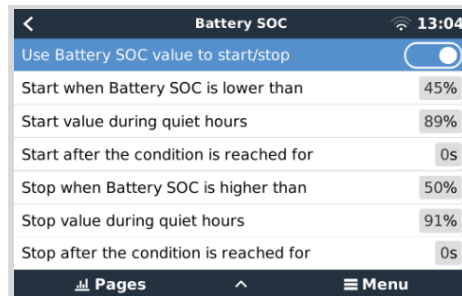 Battery SOC 13:04
Use Battery SOC value to start/stop
Start when Battery SOC is lower than 45%
Start value during quiet hours 89%
Start after the condition is reached for 0s
Stop when Battery SOC is higher than 50%
Stop value during quiet hours 91%
Stop after the condition is reached for 0s
Pages Menu